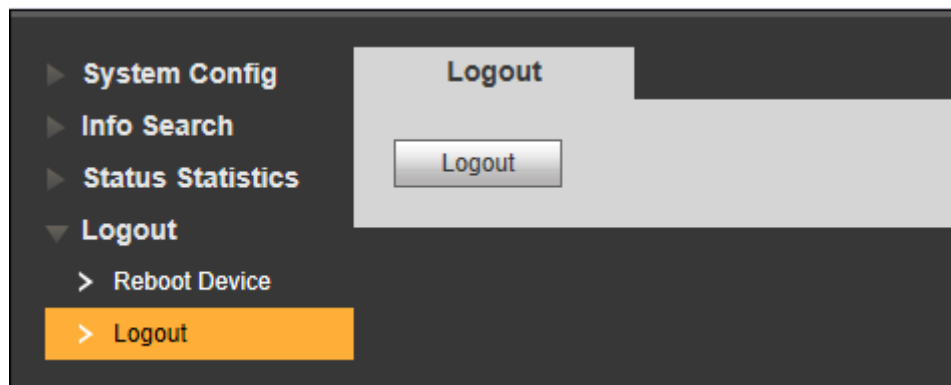 System Config
Info Search
Status Statistics
Logout
Reboot Device
Logout
Logout
Logout